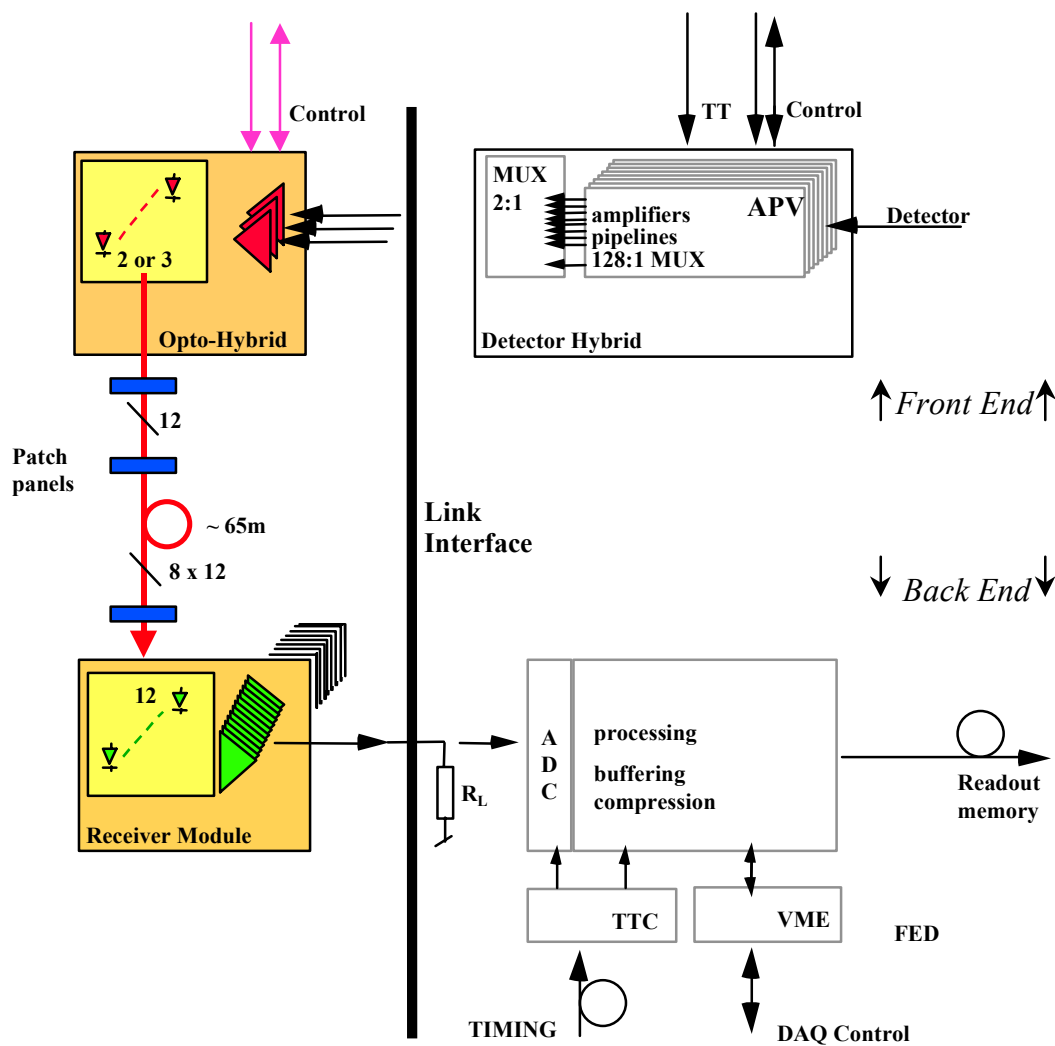 Control
TT
Control
MUX
2:1
APV
amplifiers
pipelines
128:1 MUX
Detector
2 or 3
Opto-Hybrid
Detector Hybrid
Front End
12
Patch
panels
~ 65m
Link
Interface
8 x 12
Back End
12
A
D
C
processing
buffering
compression
RL
Readout
memory
Receiver Module
TTC
VME
FED
TIMING
DAQ Control